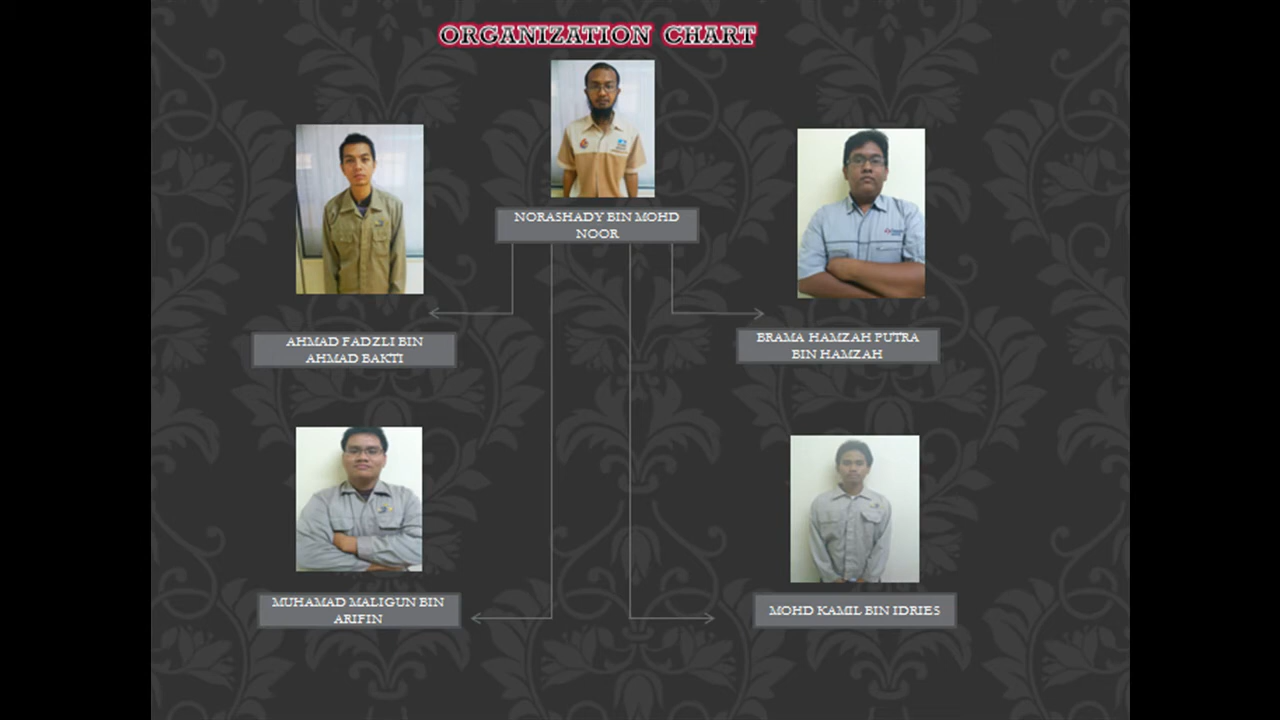 ORGANIZATION CHART
NORASHADY BIN MOHD
NOOR
AHMAD FADZLI BIN
AHMAD BAKTI
BRAMA HAMZAH PUTRA
BIN HAMZAH
MUHAMAD MALIGUN BIN
ARIFIN
MOHD KAMIL BIN IDRIES